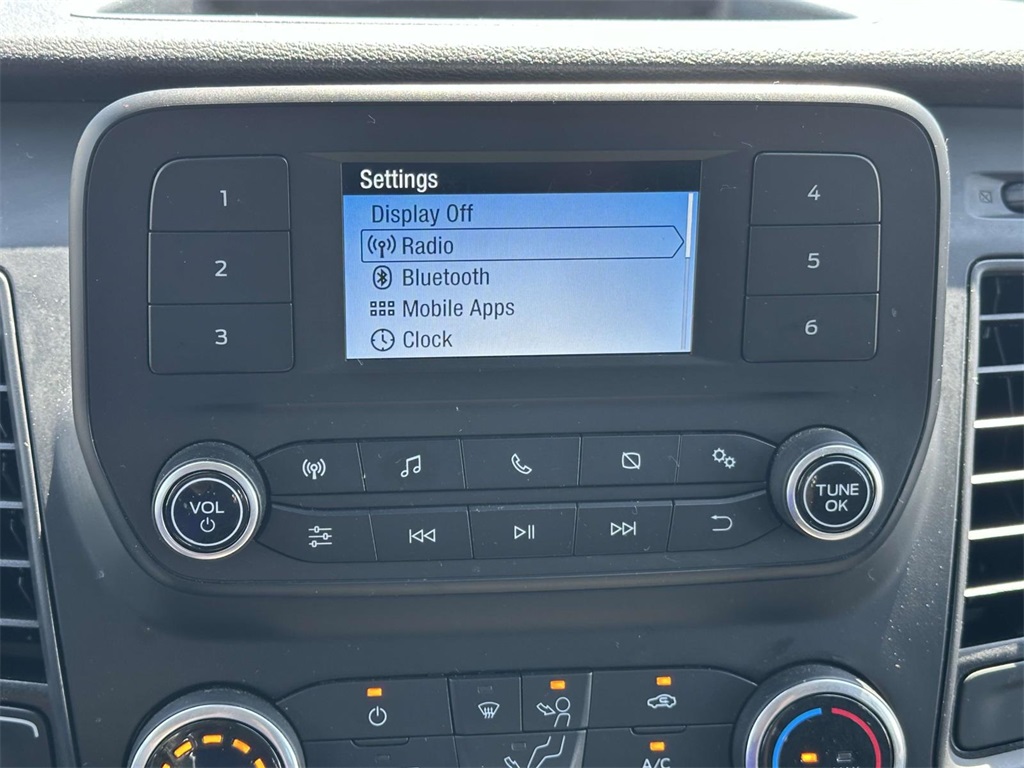 Settings
Display Off
Radio
Bluetooth
Mobile Apps
Clock
1
2
3
4
5
6
VOL
TUNE
OK
A/C